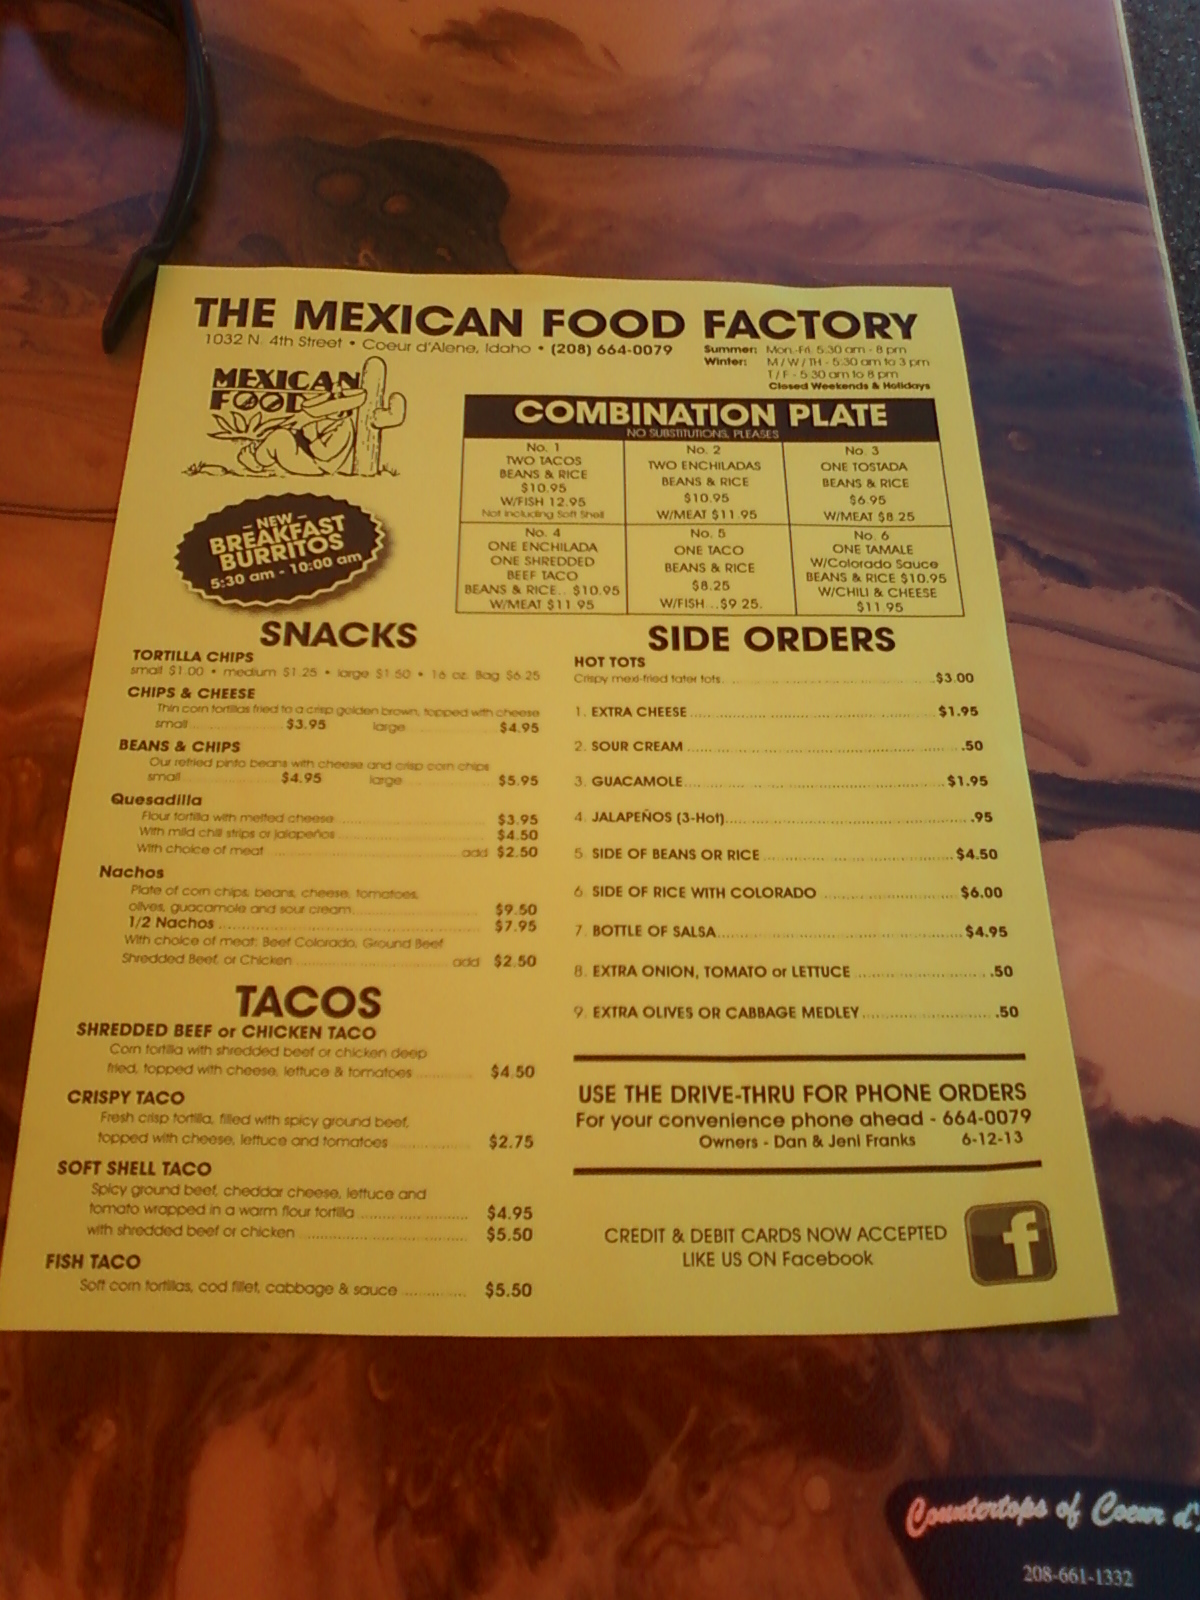 THE MEXICAN FOOD FACTORY
1032 N. 4th Street • Coeur d'Alene, Idaho • (208) 664-0079
Summer: Mon.-Fri. 5:30 am - 8 pm
Winter: M / W / TH - 5:30 am to 3 pm
T / F - 5:30 am to 8 pm
Closed Weekends & Holidays
MEXICAN
FOOD
– NEW –
BREAKFAST
BURRITOS
5:30 am - 10:00 am
COMBINATION PLATE
NO SUBSTITUTIONS, PLEASES
No. 1
TWO TACOS
BEANS & RICE
$10.95
W/FISH 12.95
Not Including Soft Shell
No. 2
TWO ENCHILADAS
BEANS & RICE
$10.95
W/MEAT $11.95
No. 3
ONE TOSTADA
BEANS & RICE
$6.95
W/MEAT $8.25
No. 4
ONE ENCHILADA
ONE SHREDDED
BEEF TACO
BEANS & RICE.. $10.95
W/MEAT $11.95
No. 5
ONE TACO
BEANS & RICE
$8.25
W/FISH ..$9.25.
No. 6
ONE TAMALE
W/Colorado Sauce
BEANS & RICE $10.95
W/CHILI & CHEESE
$11.95
SNACKS
TORTILLA CHIPS
small $1.00 • medium $1.25 • large $1.50 • 16 oz. Bag $6.25
CHIPS & CHEESE
Thin corn tortillas fried to a crisp golden brown, topped with cheese
small ........ $3.95 large ........ $4.95
BEANS & CHIPS
Our refried pinto beans with cheese and crisp corn chips
small ........ $4.95 large ........ $5.95
Quesadilla
Flour tortilla with melted cheese ........ $3.95
With mild chili strips or jalapeños ........ $4.50
With choice of meat ........ add $2.50
Nachos
Plate of corn chips, beans, cheese, tomatoes,
olives, guacamole and sour cream ........ $9.50
1/2 Nachos ........ $7.95
With choice of meat: Beef Colorado, Ground Beef
Shredded Beef, or Chicken ........ add $2.50
TACOS
SHREDDED BEEF or CHICKEN TACO
Corn tortilla with shredded beef or chicken deep
fried, topped with cheese, lettuce & tomatoes ........ $4.50
CRISPY TACO
Fresh crisp tortilla, filled with spicy ground beef,
topped with cheese, lettuce and tomatoes ........ $2.75
SOFT SHELL TACO
Spicy ground beef, cheddar cheese, lettuce and
tomato wrapped in a warm flour tortilla ........ $4.95
with shredded beef or chicken ........ $5.50
FISH TACO
Soft corn tortillas, cod fillet, cabbage & sauce ........ $5.50
SIDE ORDERS
HOT TOTS
Crispy mexi-fried tater tots ........ $3.00
1. EXTRA CHEESE ........ $1.95
2. SOUR CREAM ........ .50
3. GUACAMOLE ........ $1.95
4. JALAPEÑOS (3-Hot) ........ .95
5. SIDE OF BEANS OR RICE ........ $4.50
6. SIDE OF RICE WITH COLORADO ........ $6.00
7. BOTTLE OF SALSA ........ $4.95
8. EXTRA ONION, TOMATO or LETTUCE ........ .50
9. EXTRA OLIVES OR CABBAGE MEDLEY ........ .50
USE THE DRIVE-THRU FOR PHONE ORDERS
For your convenience phone ahead - 664-0079
Owners - Dan & Jeni Franks 6-12-13
CREDIT & DEBIT CARDS NOW ACCEPTED
LIKE US ON Facebook
f
Countertops of Coeur d'
208-661-1332